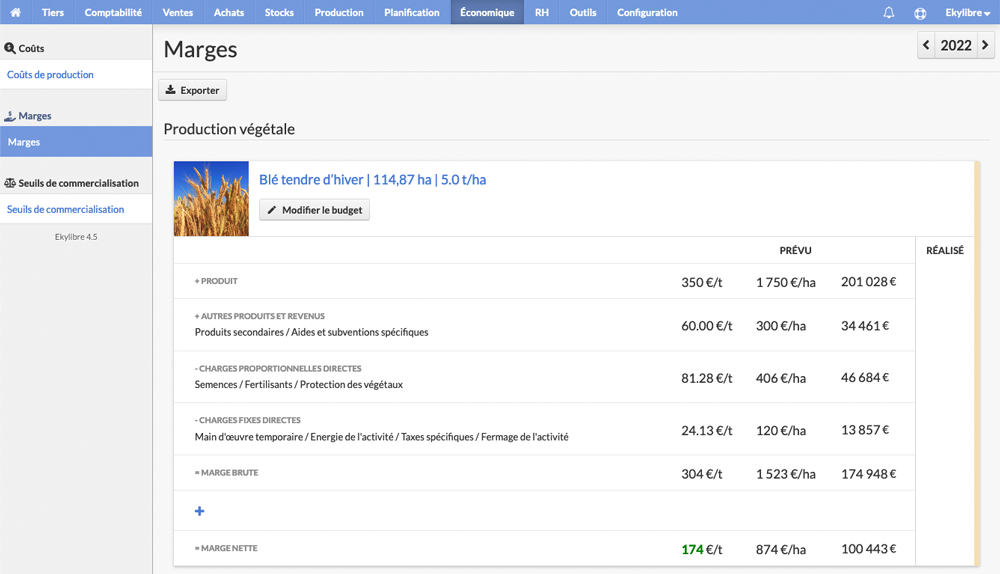 Tiers Comptabilité Ventes Achats Stocks Production Planification Économique RH Outils Configuration Ekylibre
Coûts
Coûts de production
Marges
Marges
Seuils de commercialisation
Seuils de commercialisation
Ekylibre 4.5
Marges
2022
Exporter
Production végétale
Blé tendre d'hiver | 114,87 ha | 5.0 t/ha
Modifier le budget
PRÉVU RÉALISÉ
+ PRODUIT 350 €/t 1 750 €/ha 201 028 €
+ AUTRES PRODUITS ET REVENUS
Produits secondaires / Aides et subventions spécifiques 60.00 €/t 300 €/ha 34 461 €
- CHARGES PROPORTIONNELLES DIRECTES
Semences / Fertilisants / Protection des végétaux 81.28 €/t 406 €/ha 46 684 €
- CHARGES FIXES DIRECTES
Main d'œuvre temporaire / Energie de l'activité / Taxes spécifiques / Fermage de l'activité 24.13 €/t 120 €/ha 13 857 €
= MARGE BRUTE 304 €/t 1 523 €/ha 174 948 €
+
= MARGE NETTE 174 €/t 874 €/ha 100 443 €